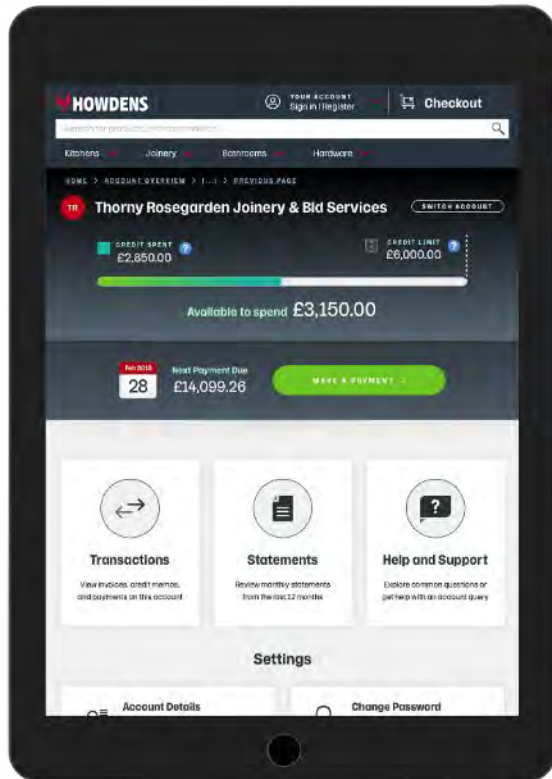 HOWDENS
YOUR ACCOUNT
Sign in | Register
Checkout
Kitchens
Joinery
Bathrooms
Hardware
HOME > ACCOUNT OVERVIEW > [...] > PREVIOUS PAGE
TR
Thorny Rosegarden Joinery & Bld Services
SWITCH ACCOUNT
CREDIT SPENT ?
£2,850.00
CREDIT LIMIT ?
£6,000.00
Available to spend £3,150.00
Feb 2019
28
Next Payment Due
£14,099.26
MAKE A PAYMENT >
Transactions
View invoices, credit memos,
and payments on this account
Statements
Review monthly statements
from the last 12 months
?
Help and Support
Explore common questions or
get help with an account query
Settings
Account Details
Change Password